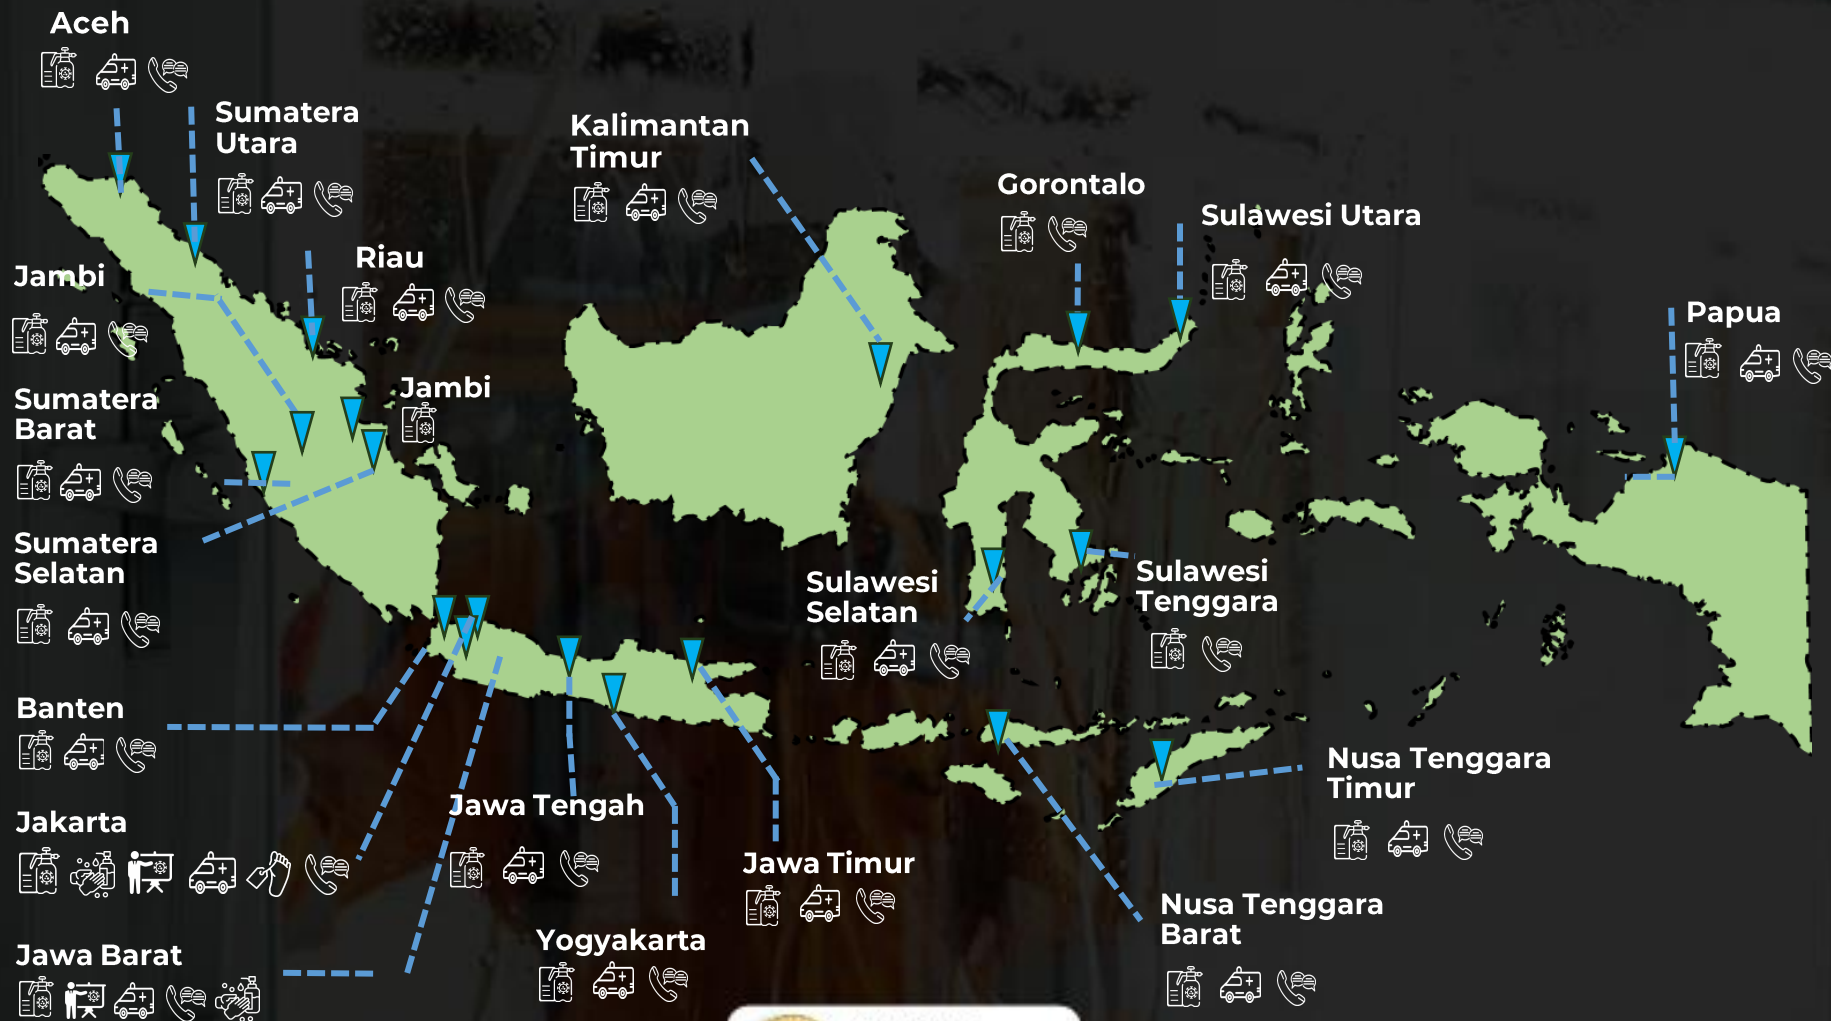 Aceh
Sumatera
Utara
Kalimantan
Timur
Gorontalo
Sulawesi Utara
Riau
Jambi
Papua
Jambi
Sumatera
Barat
Sumatera
Selatan
Sulawesi
Selatan
Sulawesi
Tenggara
Banten
Nusa Tenggara
Timur
Jakarta
Jawa Tengah
Jawa Timur
Nusa Tenggara
Barat
Yogyakarta
Jawa Barat